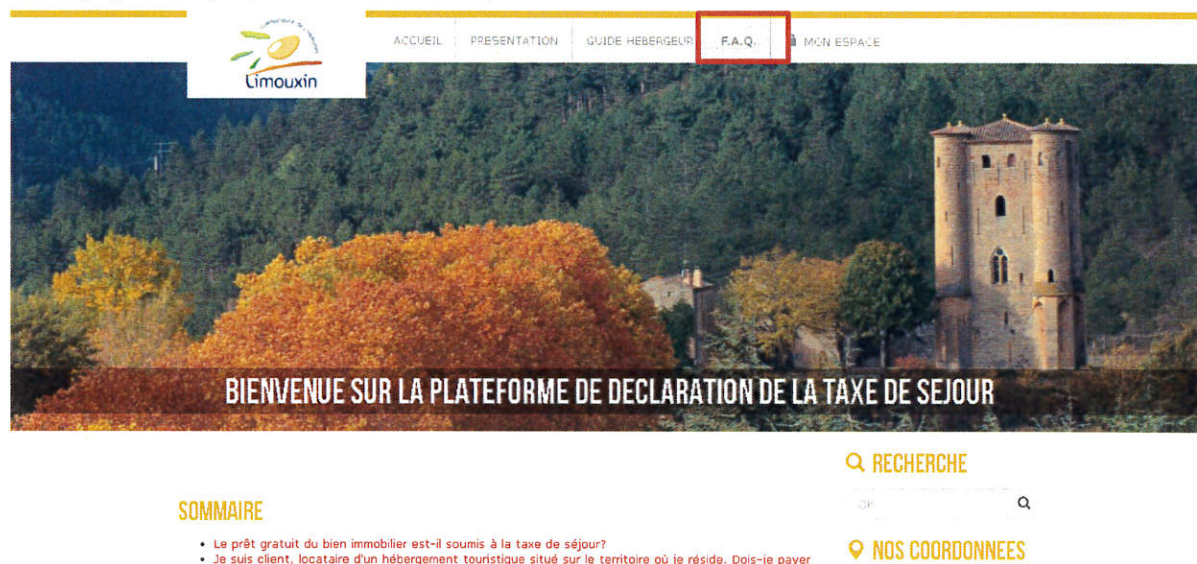 Limouxin
ACCUEIL PRESENTATION GUIDE HEBERGEUR F.A.Q. MON ESPACE
BIENVENUE SUR LA PLATEFORME DE DECLARATION DE LA TAXE DE SEJOUR
RECHERCHE
OK
SOMMAIRE
• Le prêt gratuit du bien immobilier est-il soumis à la taxe de séjour?
• Je suis client, locataire d'un hébergement touristique situé sur le territoire où je réside. Dois-je payer
NOS COORDONNEES